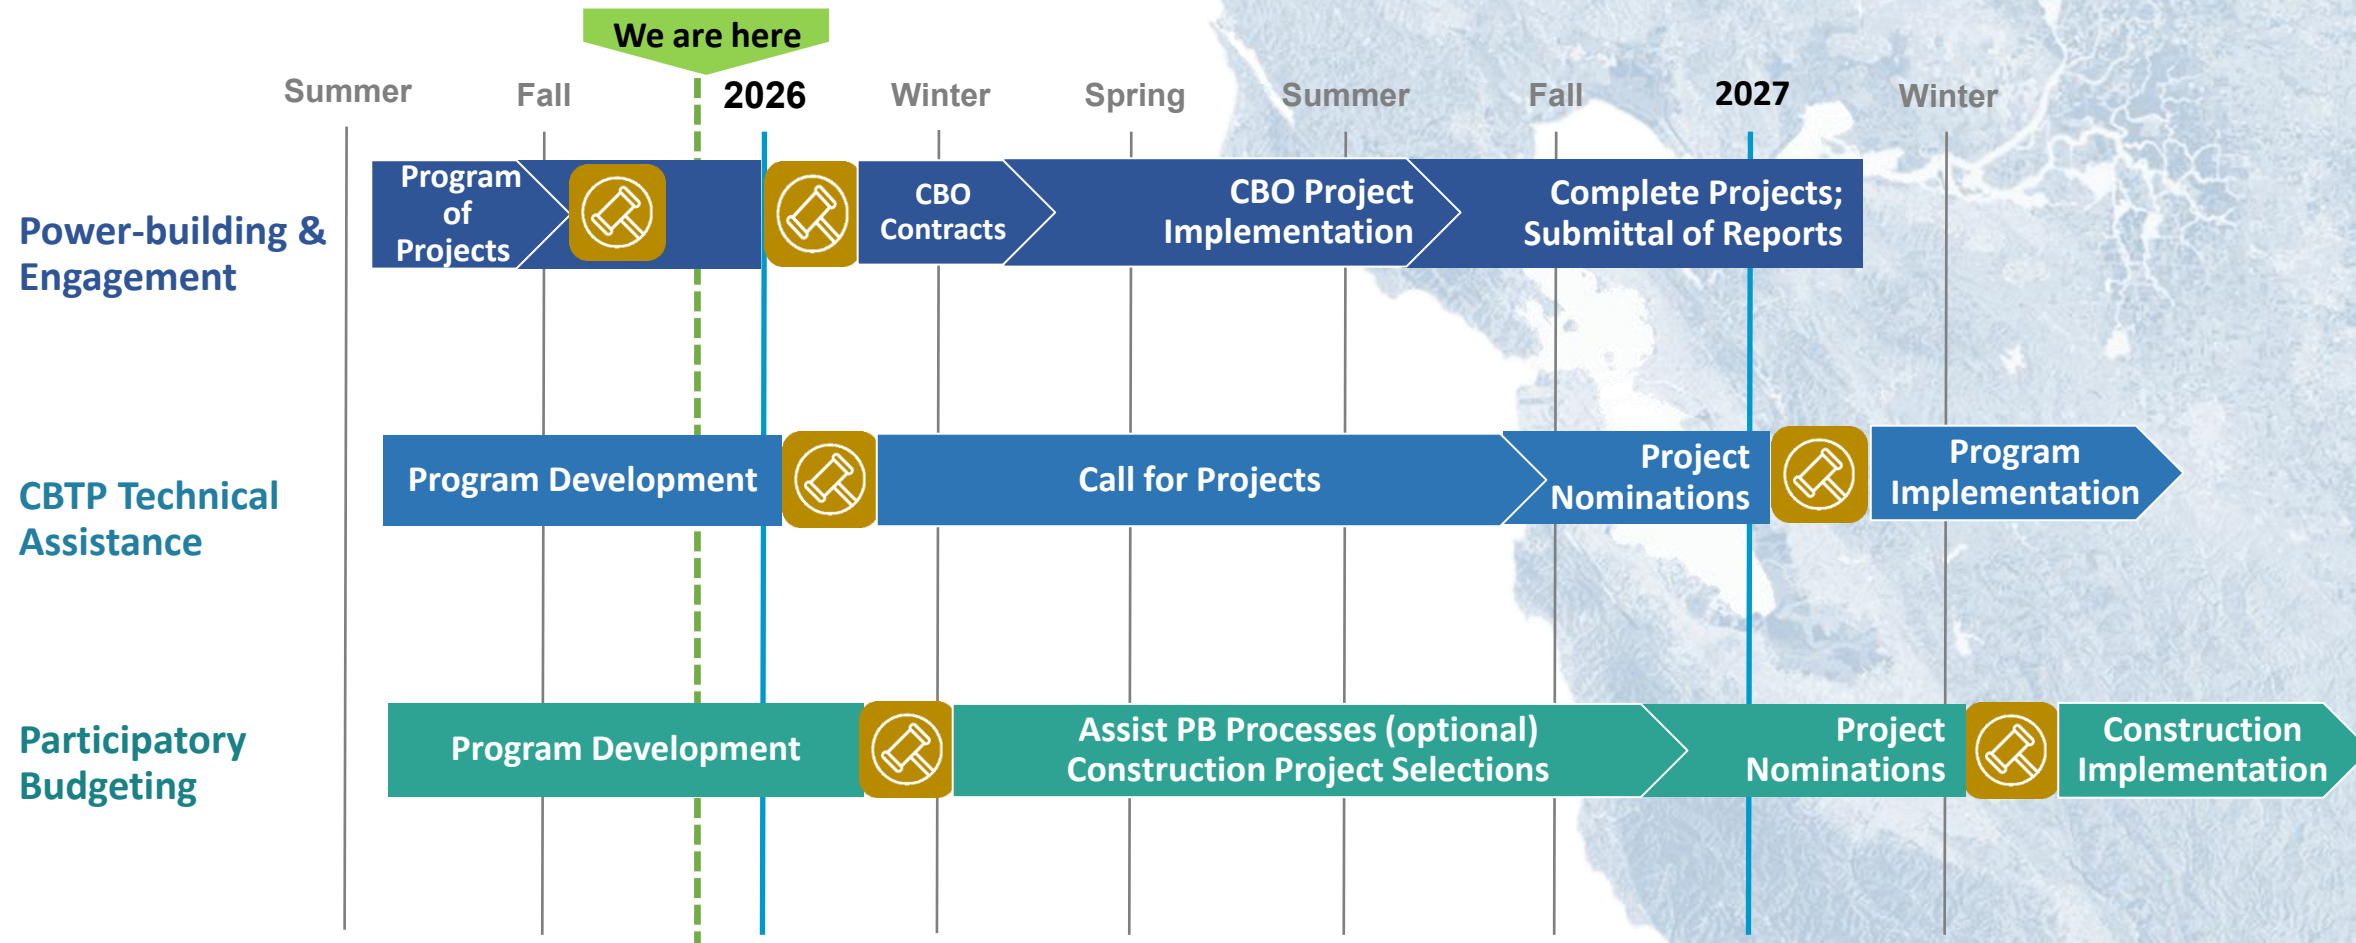 We are here
Summer
Fall
2026
Winter
Spring
Summer
Fall
2027
Winter
Power-building &
Engagement
Program
of
Projects
CBO
Contracts
CBO Project
Implementation
Complete Projects;
Submittal of Reports
CBTP Technical
Assistance
Program Development
Call for Projects
Project
Nominations
Program
Implementation
Participatory
Budgeting
Program Development
Assist PB Processes (optional)
Construction Project Selections
Project
Nominations
Construction
Implementation